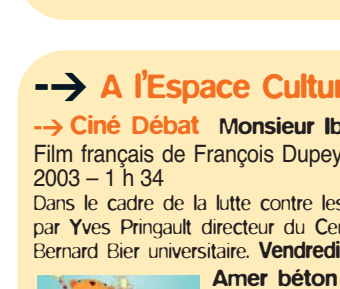 --→ A l'Espace Cultur
--→ Ciné Débat Monsieur Ib
Film français de François Dupey
2003 – 1 h 34
Dans le cadre de la lutte contre les
par Yves Pringault directeur du Cen
Bernard Bier universitaire. Vendredi
Amer béton